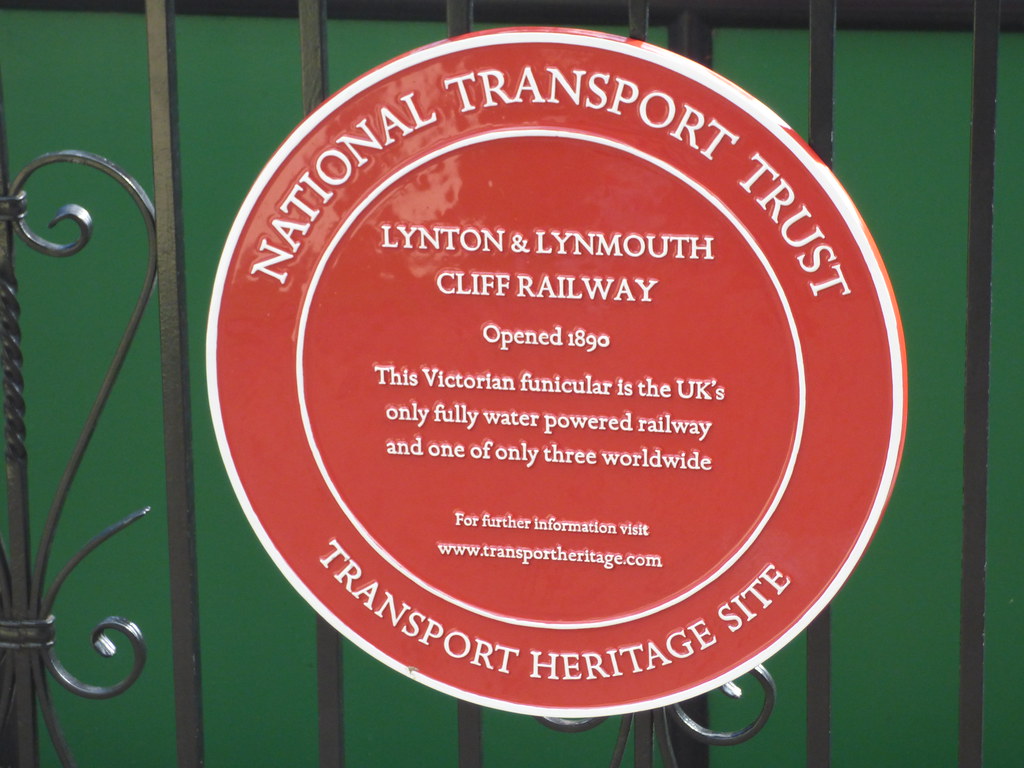 NATIONAL TRANSPORT TRUST
LYNTON & LYNMOUTH
CLIFF RAILWAY
Opened 1890
This Victorian funicular is the UK's
only fully water powered railway
and one of only three worldwide
For further information visit
www.transportheritage.com
TRANSPORT HERITAGE SITE